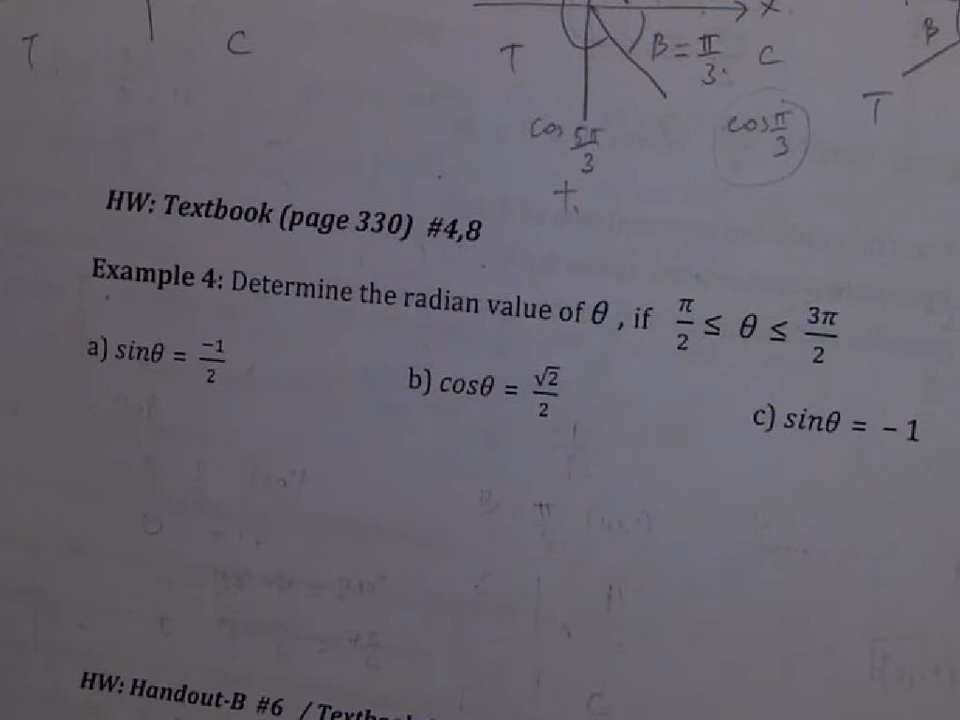 T C
T B = π/3 C
B
T
cos 5π/3
cos π/3
+
HW: Textbook (page 330) #4,8
Example 4: Determine the radian value of θ , if π/2 ≤ θ ≤ 3π/2
a) sinθ = -1/2
b) cosθ = √2/2
c) sinθ = - 1
HW: Handout-B #6 /